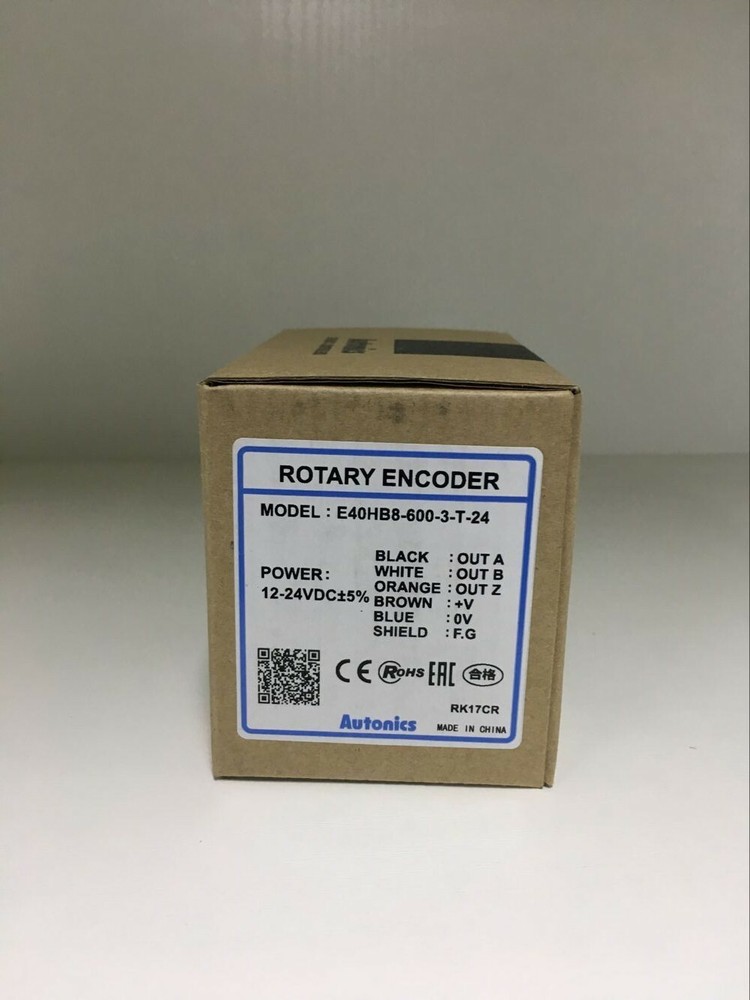 Autonics
ROTARY ENCODER
MODEL : E40HB8-600-3-T-24
POWER :
12-24VDC±5%
BLACK : OUT A
WHITE : OUT B
ORANGE : OUT Z
BROWN : +V
BLUE : 0V
SHIELD : F.G
CE RoHS EAC 合格
RK17CR
Autonics MADE IN CHINA